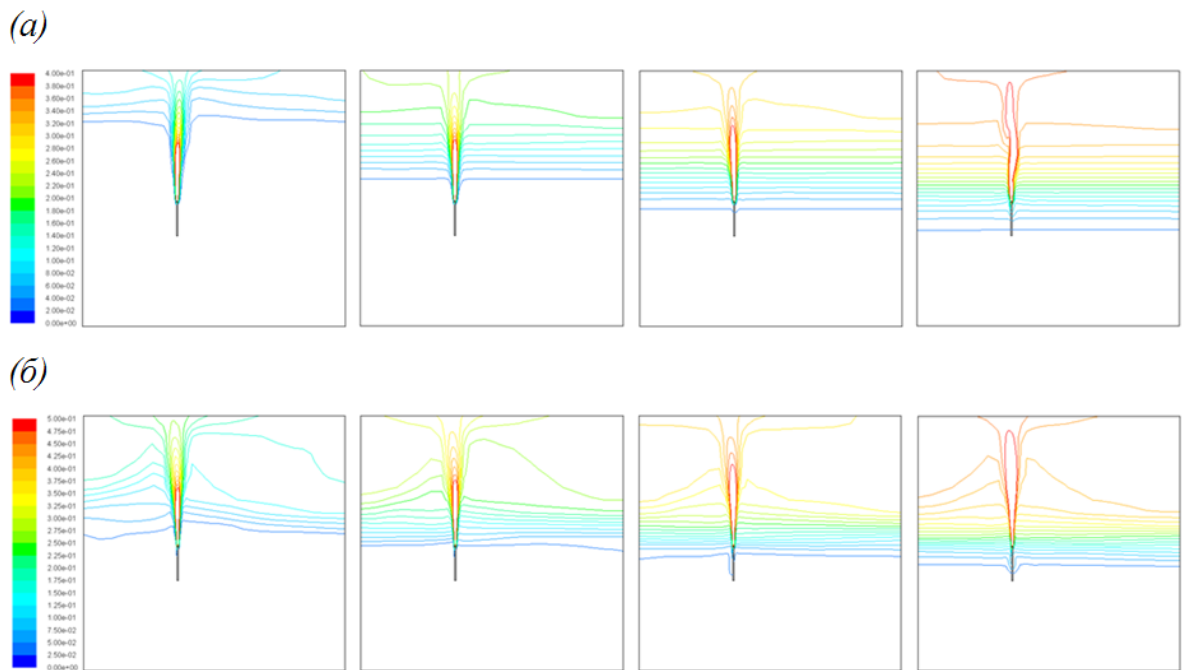 (а)
4.00e-01
3.80e-01
3.60e-01
3.40e-01
3.20e-01
3.00e-01
2.80e-01
2.60e-01
2.40e-01
2.20e-01
2.00e-01
1.80e-01
1.60e-01
1.40e-01
1.20e-01
1.00e-01
8.00e-02
6.00e-02
4.00e-02
2.00e-02
0.00e+00
(б)
5.00e-01
4.75e-01
4.50e-01
4.25e-01
4.00e-01
3.75e-01
3.50e-01
3.25e-01
3.00e-01
2.75e-01
2.50e-01
2.25e-01
2.00e-01
1.75e-01
1.50e-01
1.25e-01
1.00e-01
7.50e-02
5.00e-02
2.50e-02
0.00e+00